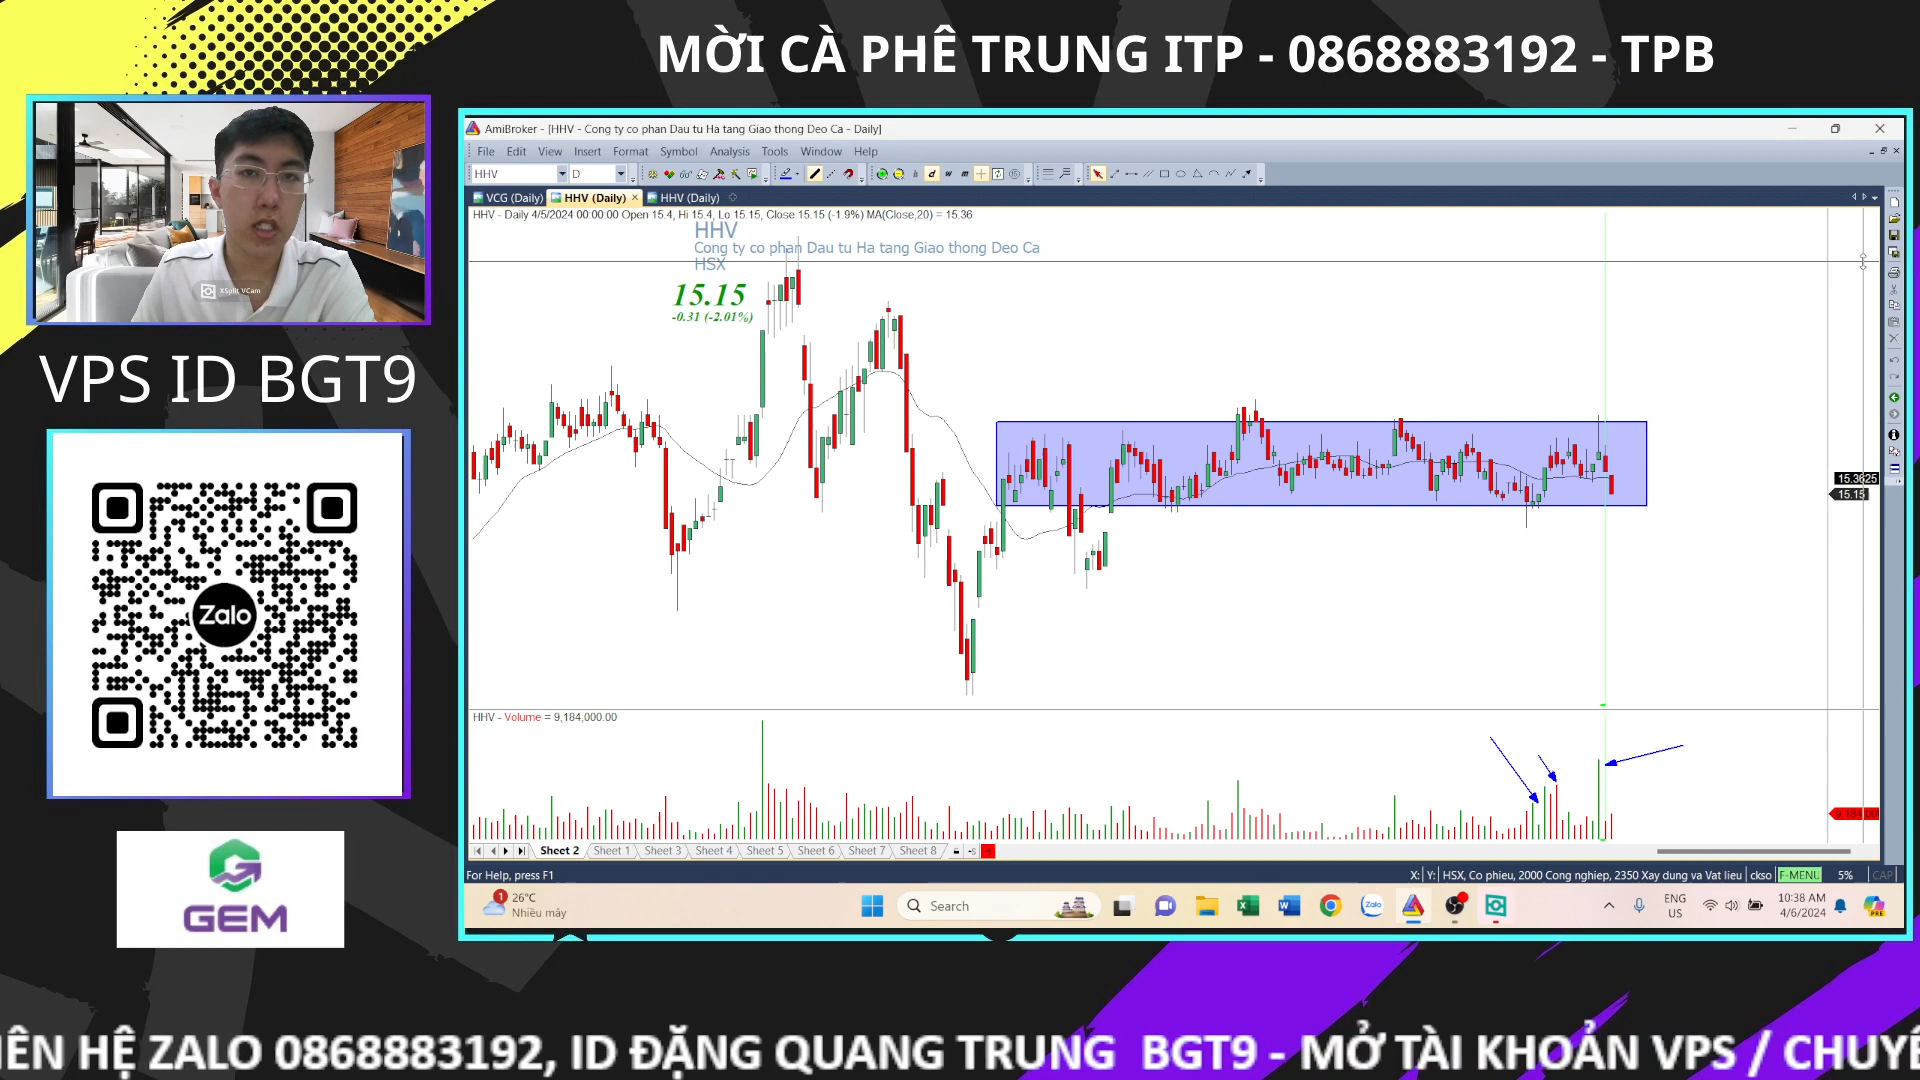 MỜI CÀ PHÊ TRUNG ITP - 0868883192 - TPB
XSplit VCam
VPS ID BGT9
Zalo
GEM
AmiBroker - [HHV - Cong ty co phan Dau tu Ha tang Giao thong Deo Ca - Daily]
File Edit View Insert Format Symbol Analysis Tools Window Help
HHV D
VCG (Daily) HHV (Daily) HHV (Daily)
HHV - Daily 4/5/2024 00:00:00 Open 15.4, Hi 15.4, Lo 15.15, Close 15.15 (-1.9%) MA(Close,20) = 15.36
HHV
Cong ty co phan Dau tu Ha tang Giao thong Deo Ca
HSX
15.15
-0.31 (-2.01%)
15.3625
15.15
HHV - Volume = 9,184,000.00
Sheet 2 Sheet 1 Sheet 3 Sheet 4 Sheet 5 Sheet 6 Sheet 7 Sheet 8
For Help, press F1
X: Y: HSX, Co phieu, 2000 Cong nghiep, 2350 Xay dung va Vat lieu ckso F-MENU 5% CAP
1
26°C
Nhiều mây
Search
Zalo
ENG
US
10:38 AM
4/6/2024
PRE
IÊN HỆ ZALO 0868883192, ID ĐẶNG QUANG TRUNG BGT9 - MỞ TÀI KHOẢN VPS / CHUYÊ